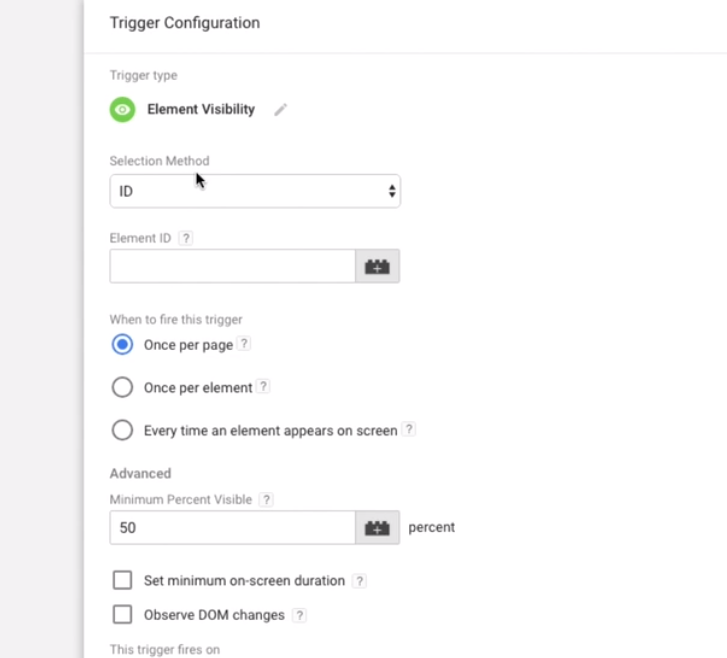 Trigger Configuration
Trigger type
Element Visibility
Selection Method
ID
Element ID ?
When to fire this trigger
Once per page ?
Once per element ?
Every time an element appears on screen ?
Advanced
Minimum Percent Visible ?
50 percent
Set minimum on-screen duration ?
Observe DOM changes ?
This trigger fires on